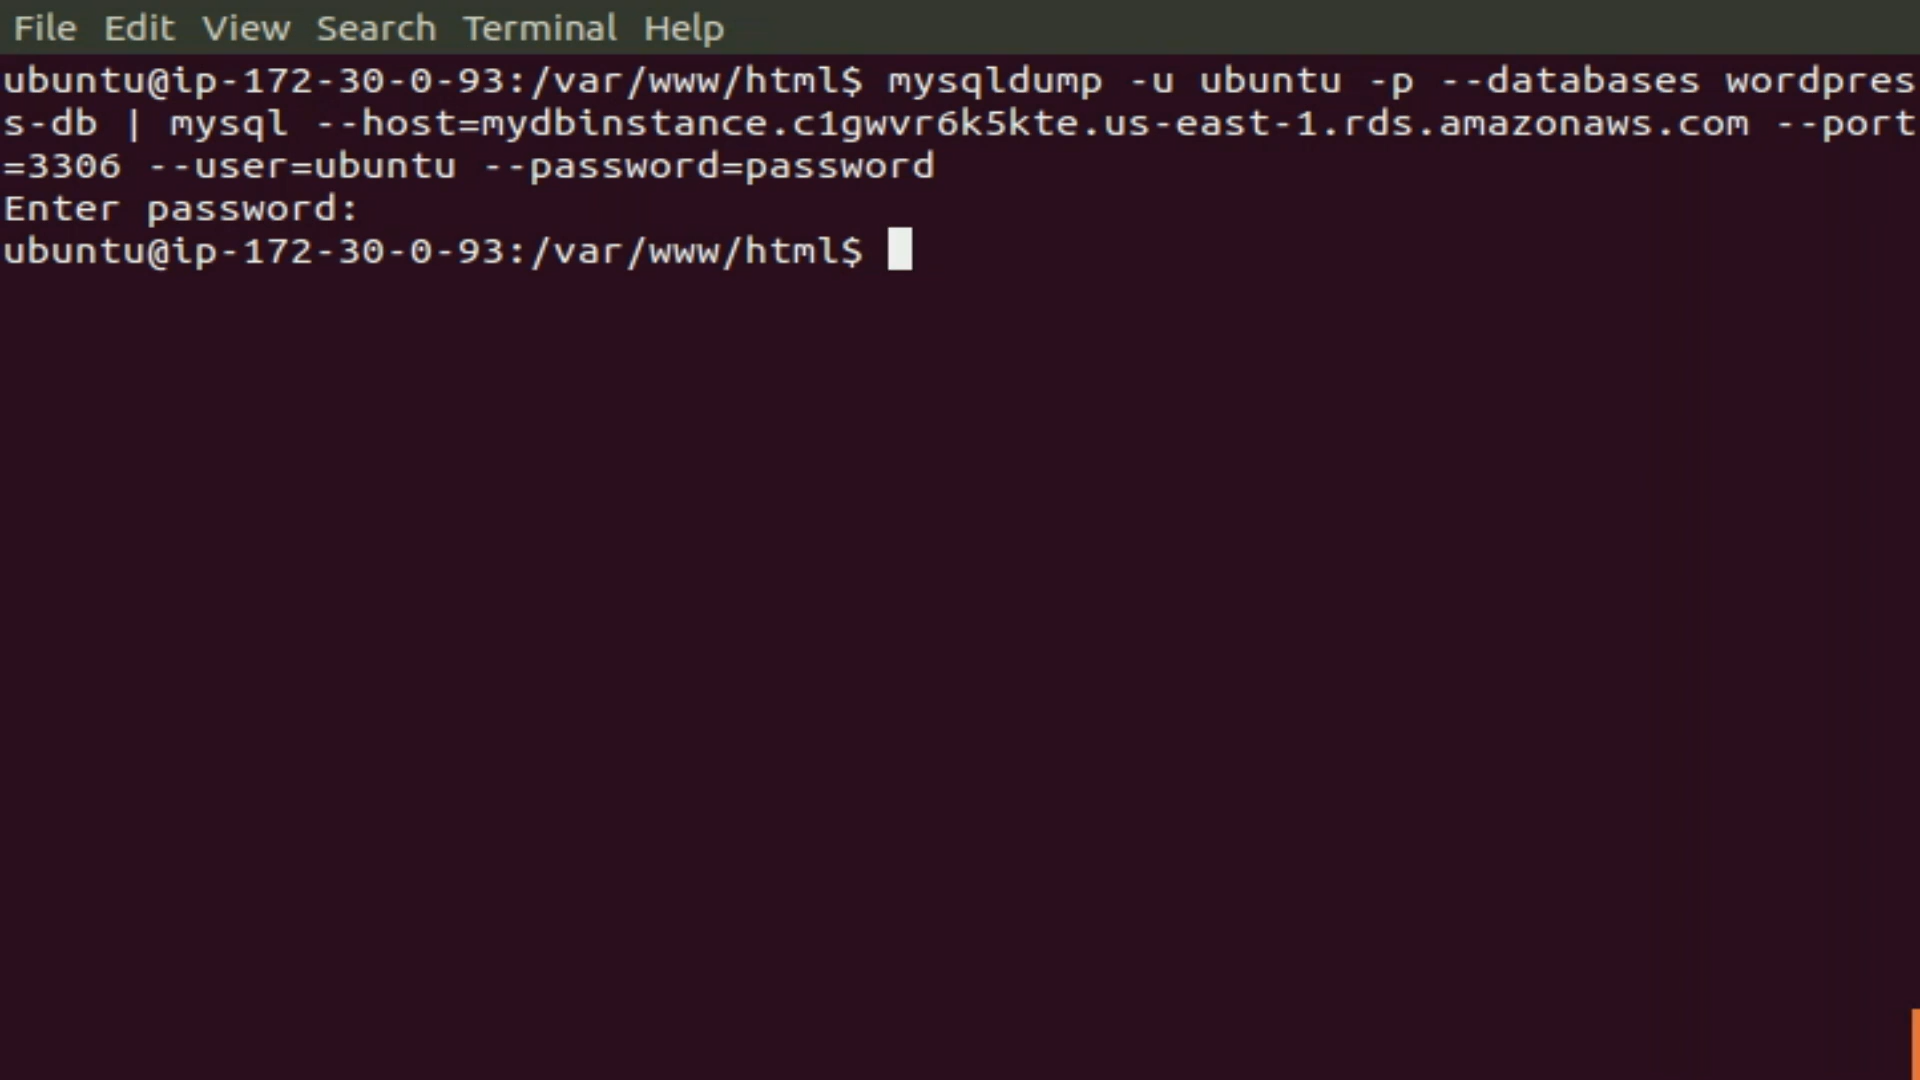 File Edit View Search Terminal Help
ubuntu@ip-172-30-0-93:/var/www/html$ mysqldump -u ubuntu -p --databases wordpres
s-db | mysql --host=mydbinstance.c1gwvr6k5kte.us-east-1.rds.amazonaws.com --port
=3306 --user=ubuntu --password=password
Enter password:
ubuntu@ip-172-30-0-93:/var/www/html$